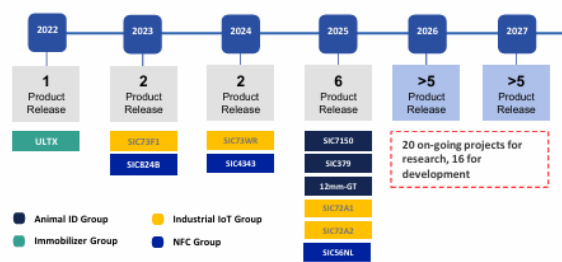 2022
2023
2024
2025
2026
2027
1
Product
Release
2
Product
Release
2
Product
Release
6
Product
Release
>5
Product
Release
>5
Product
Release
ULTX
SIC73F1
SIC824B
SIC73WR
SIC4343
SIC7150
SIC379
12mm-GT
SIC72A1
SIC72A2
SIC56NL
20 on-going projects for
research, 16 for
development
Animal ID Group
Industrial IoT Group
Immobilizer Group
NFC Group